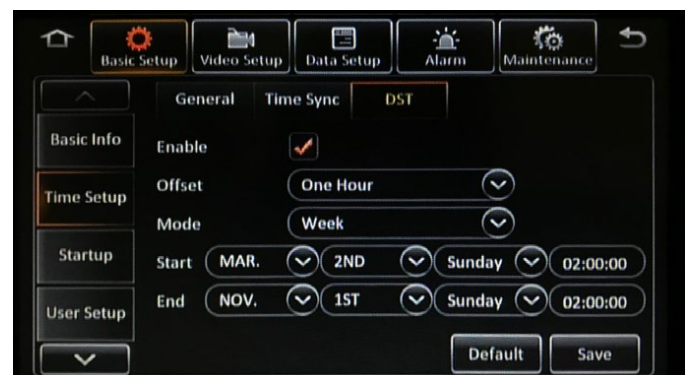 Basic Setup Video Setup Data Setup Alarm Maintenance
General Time Sync DST
Basic Info
Time Setup
Startup
User Setup
Enable
Offset One Hour
Mode Week
Start MAR. 2ND Sunday 02:00:00
End NOV. 1ST Sunday 02:00:00
Default Save